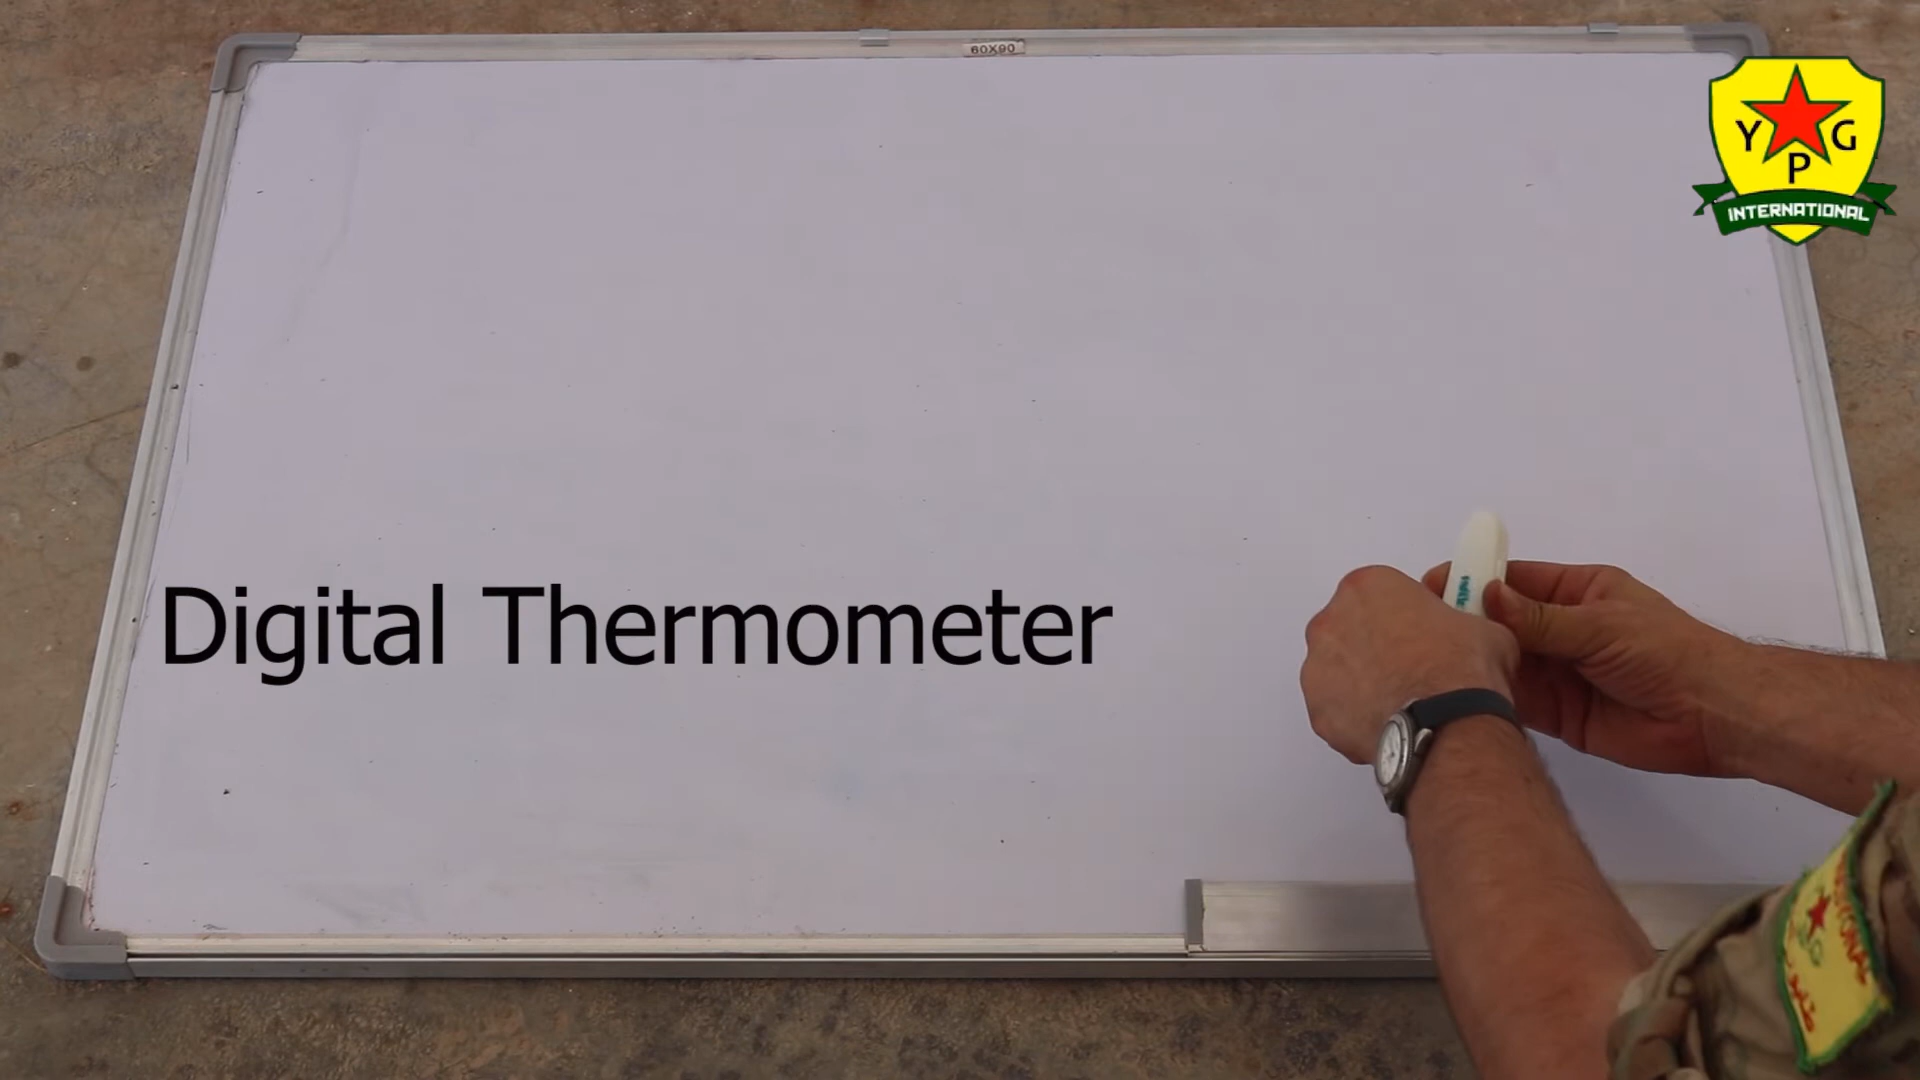 60X90
Y P G
INTERNATIONAL
Digital Thermometer